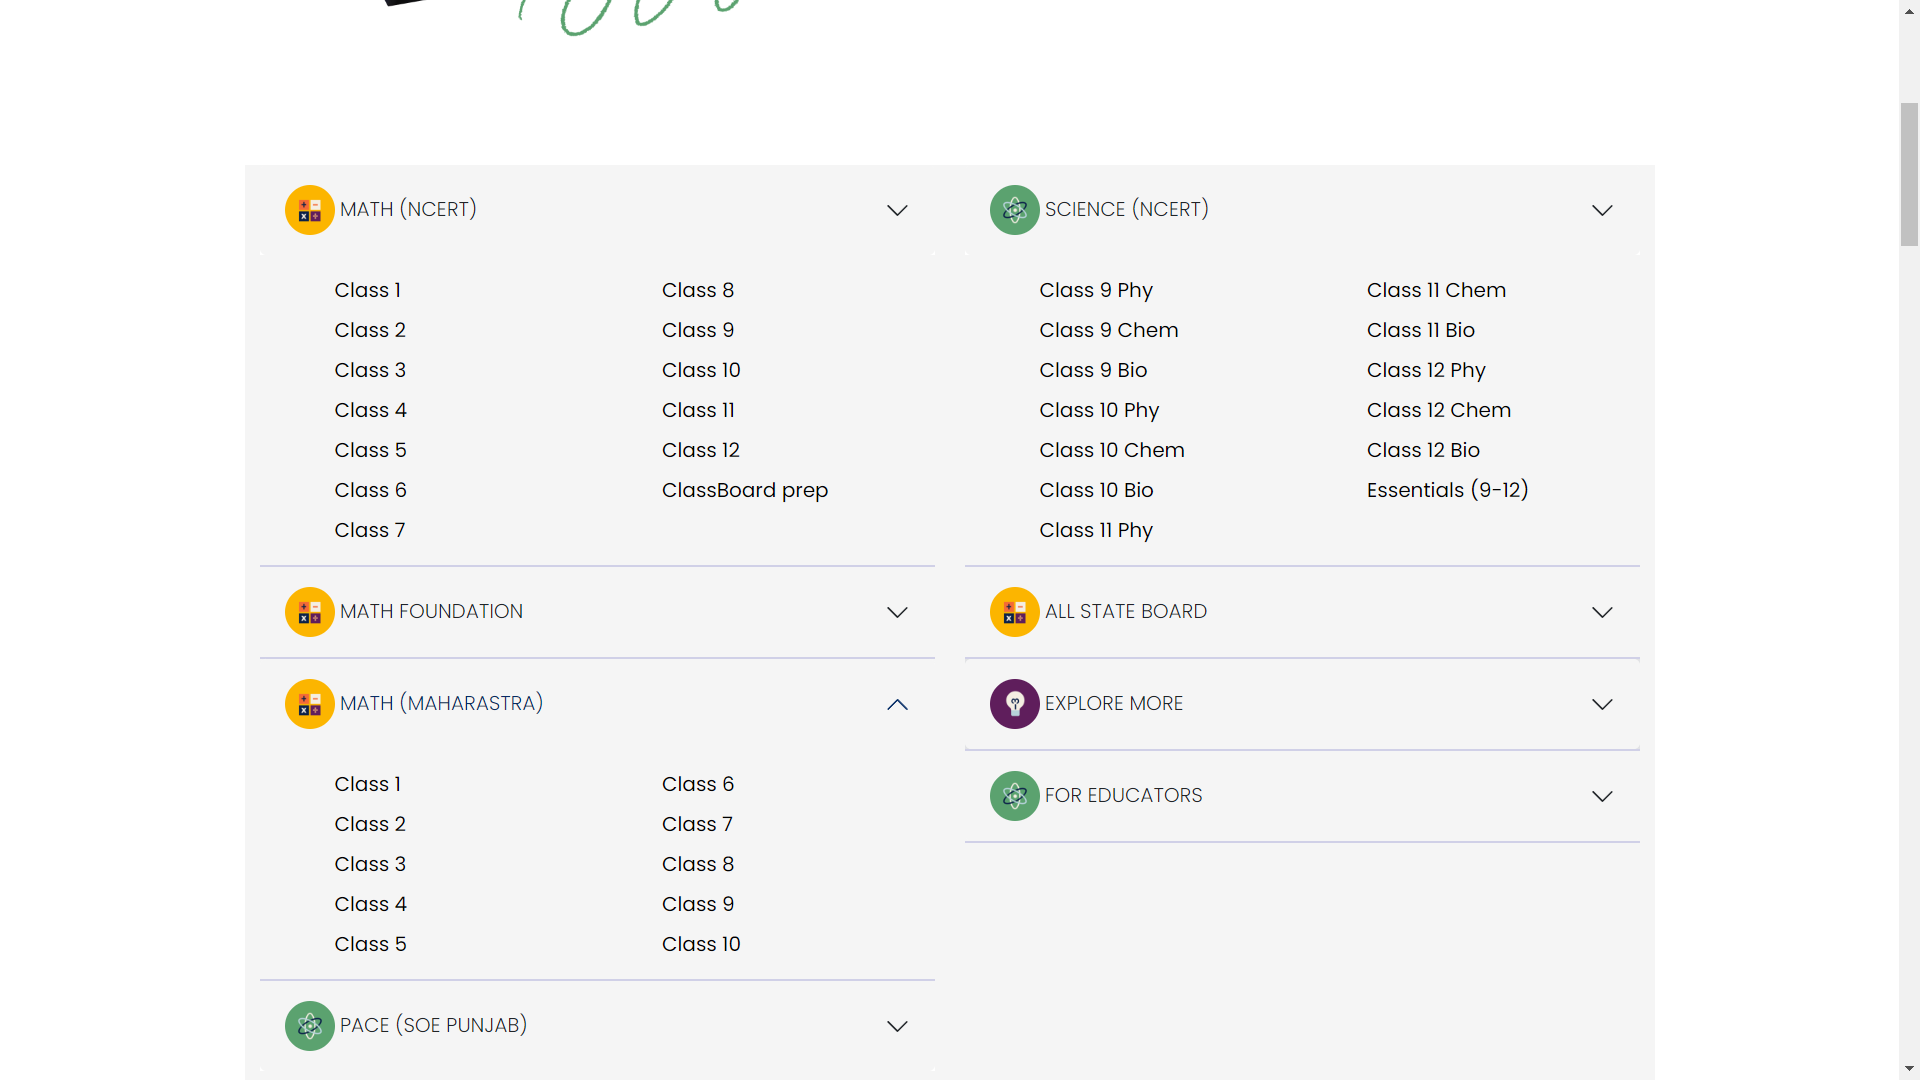 MATH (NCERT)
Class 1
Class 2
Class 3
Class 4
Class 5
Class 6
Class 7
Class 8
Class 9
Class 10
Class 11
Class 12
ClassBoard prep
MATH FOUNDATION
MATH (MAHARASTRA)
Class 1
Class 2
Class 3
Class 4
Class 5
Class 6
Class 7
Class 8
Class 9
Class 10
PACE (SOE PUNJAB)
SCIENCE (NCERT)
Class 9 Phy
Class 9 Chem
Class 9 Bio
Class 10 Phy
Class 10 Chem
Class 10 Bio
Class 11 Phy
Class 11 Chem
Class 11 Bio
Class 12 Phy
Class 12 Chem
Class 12 Bio
Essentials (9-12)
ALL STATE BOARD
EXPLORE MORE
FOR EDUCATORS